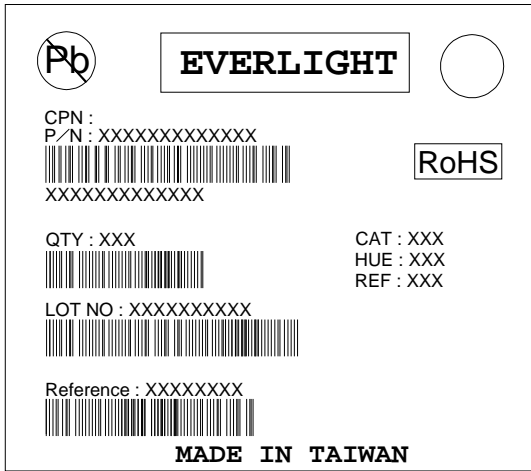 Pb
EVERLIGHT
CPN :
P/N : XXXXXXXXXXXXX
RoHS
XXXXXXXXXXXXX
QTY : XXX
CAT : XXX
HUE : XXX
REF : XXX
LOT NO : XXXXXXXXXX
Reference : XXXXXXXX
MADE IN TAIWAN